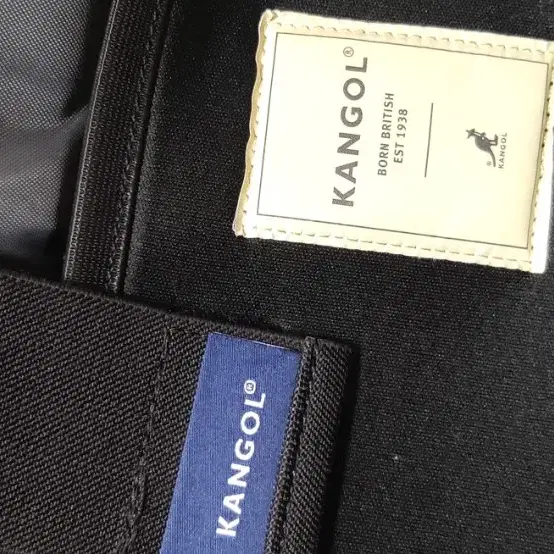 KANGOL®
BORN BRITISH
EST 1938
® KANGOL
KANGOL®